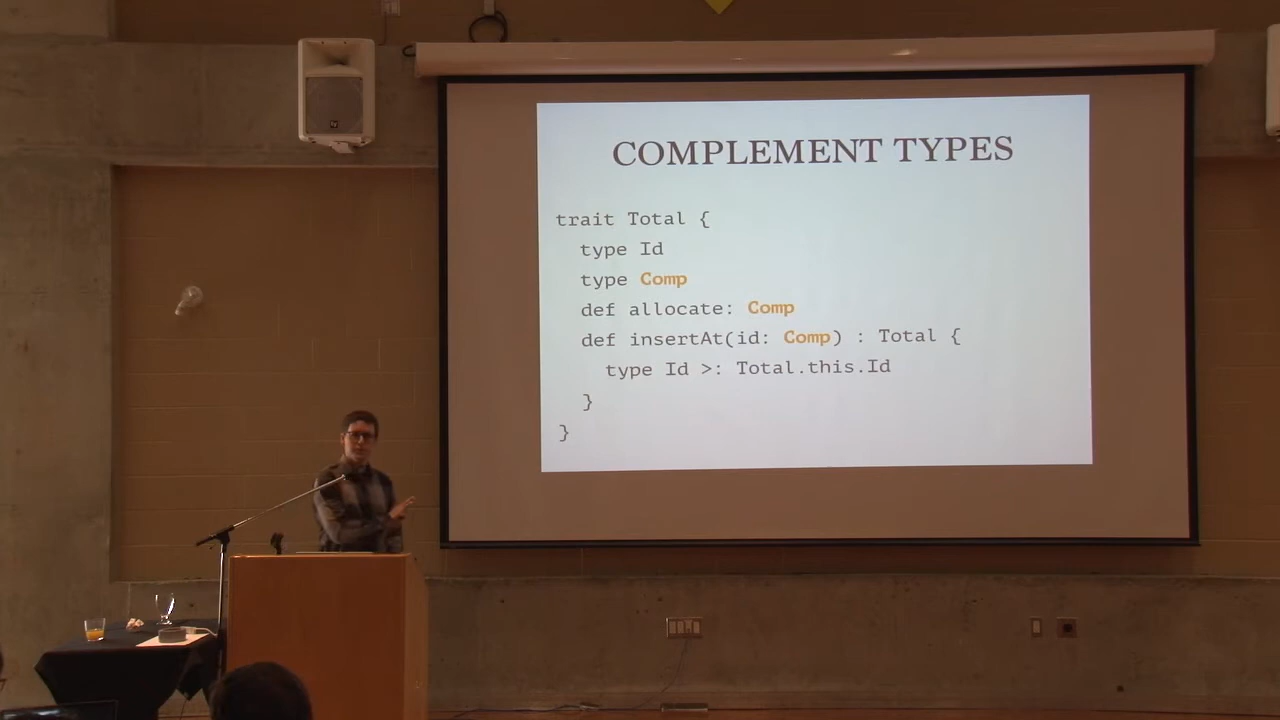 COMPLEMENT TYPES
trait Total {
type Id
type Comp
def allocate: Comp
def insertAt(id: Comp) : Total {
type Id >: Total.this.Id
}
}